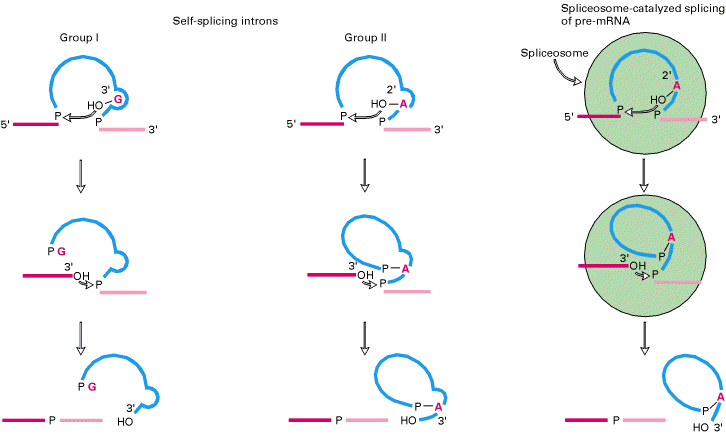 Self-splicing introns
Spliceosome-catalyzed splicing
of pre-mRNA
Group I
Group II
Spliceosome
3'
HO
G
P
P
5'
3'
2'
HO
A
P
P
5'
3'
2'
HO
A
P
P
5'
3'
P G
3'
OH
P
P
A
3'
OH
P
A
P
3'
OH
P
P G
3'
HO
P
P
A
HO
3'
P
A
P
HO
3'
P